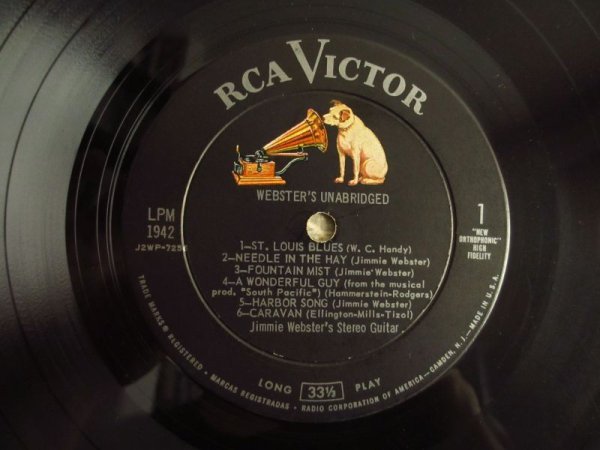 RCA VICTOR
WEBSTER'S UNABRIDGED
LPM
1942
1
"NEW
ORTHOPHONIC"
HIGH
FIDELITY
1—ST. LOUIS BLUES (W. C. Handy)
2—NEEDLE IN THE HAY (Jimmie Webster)
3—FOUNTAIN MIST (Jimmie Webster)
4—A WONDERFUL GUY (from the musical
prod. "South Pacific") (Hammerstein-Rodgers)
5—HARBOR SONG (Jimmie Webster)
6—CARAVAN (Ellington-Mills-Tizol)
Jimmie Webster's Stereo Guitar
LONG 33⅓ PLAY
TRADE MARKS ® REGISTERED • MARCAS REGISTRADAS • RADIO CORPORATION OF AMERICA—CAMDEN, N.J.—MADE IN U.S.A.